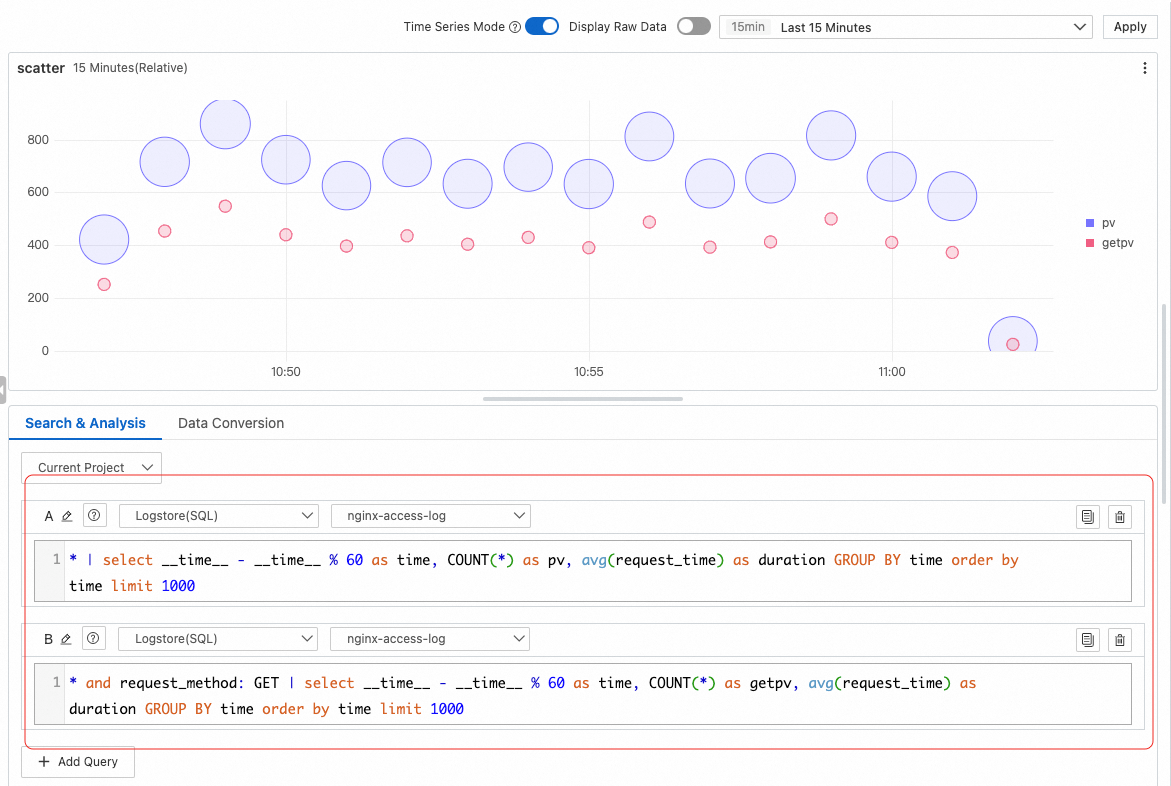 Time Series Mode ? Display Raw Data 15min Last 15 Minutes Apply
scatter 15 Minutes(Relative)
800
600
400
200
0
10:50 10:55 11:00
pv
getpv
Search & Analysis Data Conversion
Current Project
A ? Logstore(SQL) nginx-access-log
1 * | select __time__ - __time__ % 60 as time, COUNT(*) as pv, avg(request_time) as duration GROUP BY time order by
time limit 1000
B ? Logstore(SQL) nginx-access-log
1 * and request_method: GET | select __time__ - __time__ % 60 as time, COUNT(*) as getpv, avg(request_time) as
duration GROUP BY time order by time limit 1000
+ Add Query